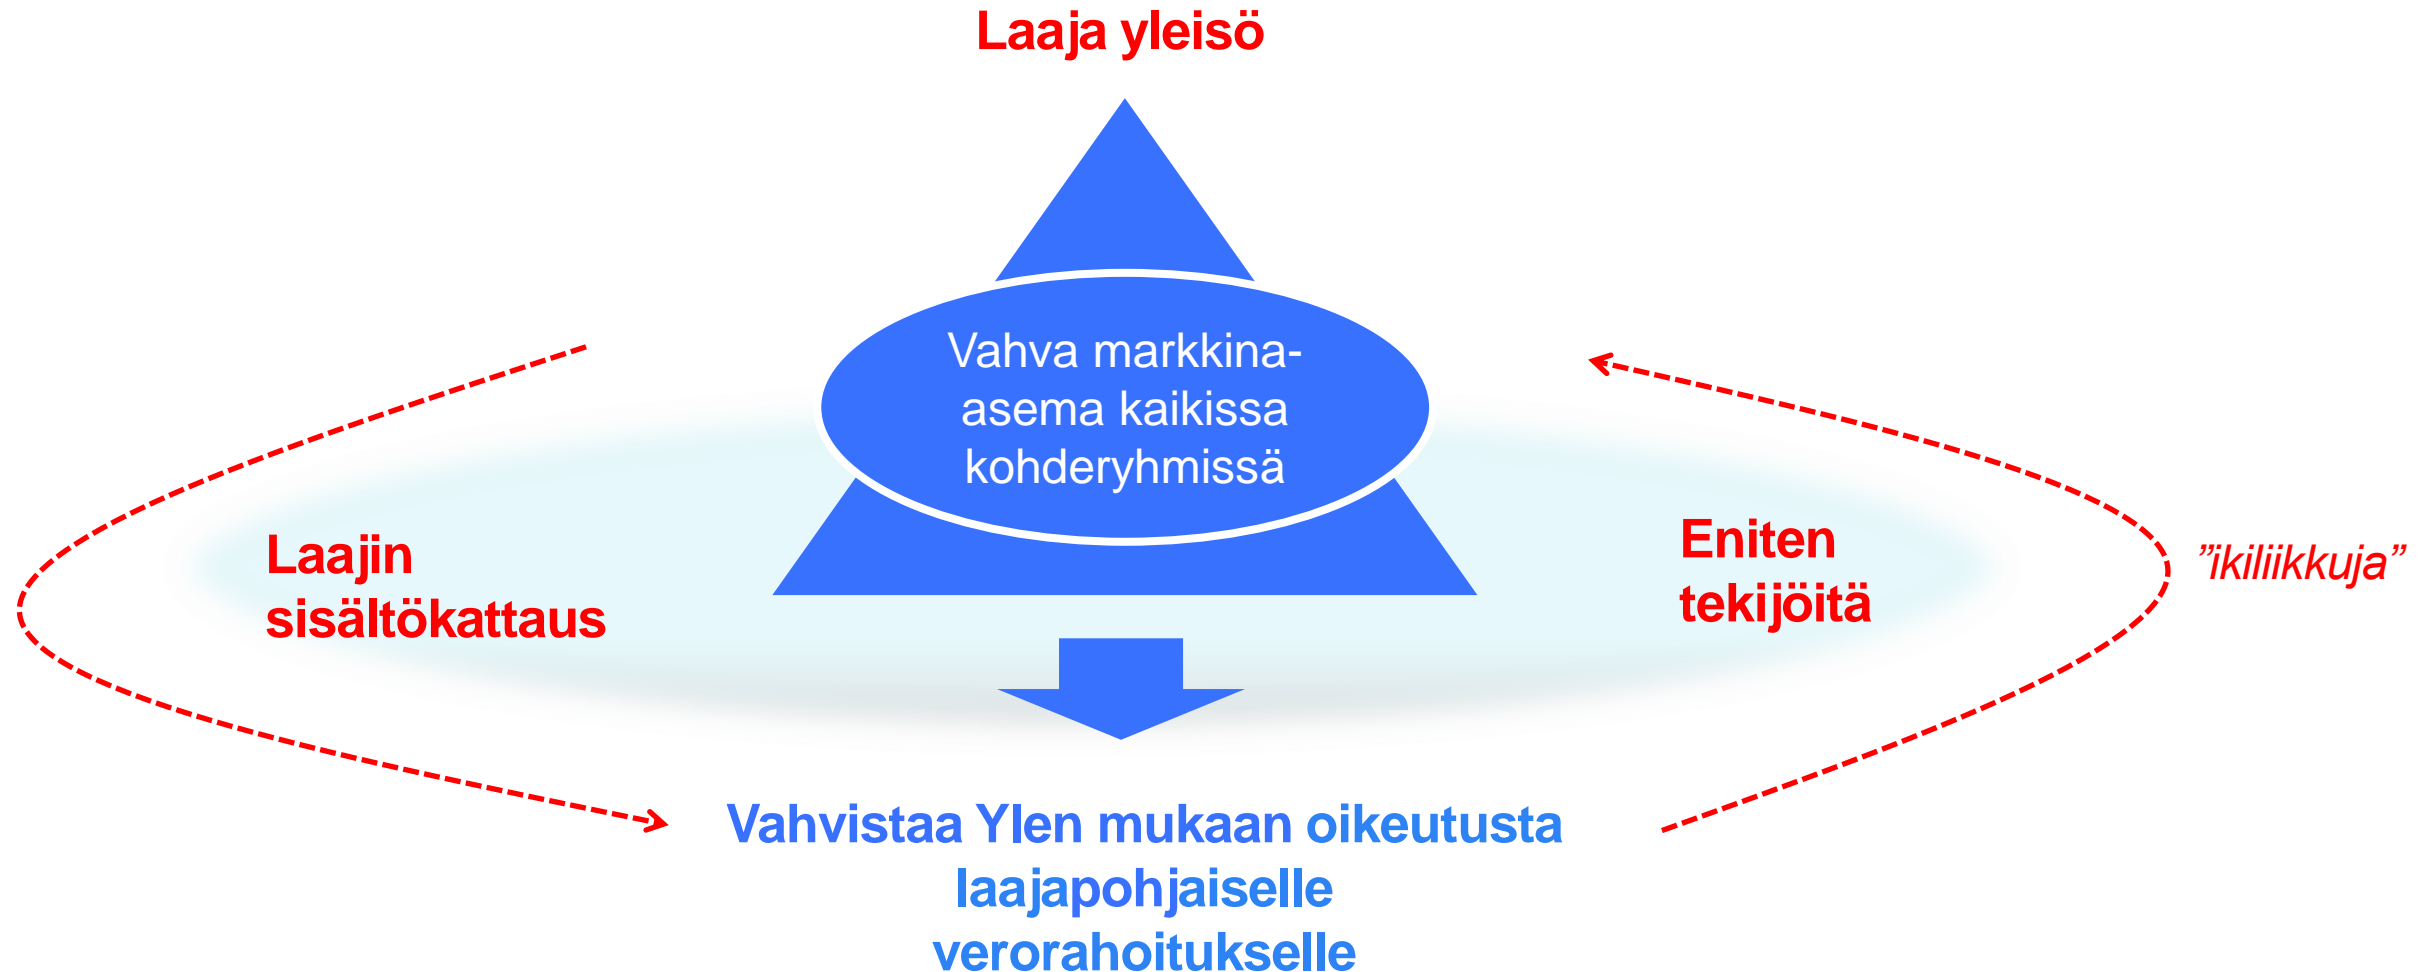 Laaja yleisö
Vahva markkina-
asema kaikissa
kohderyhmissä
Laajin
sisältökattaus
Eniten
tekijöitä
”ikiliikkuja”
Vahvistaa Ylen mukaan oikeutusta
laajapohjaiselle
verorahoitukselle